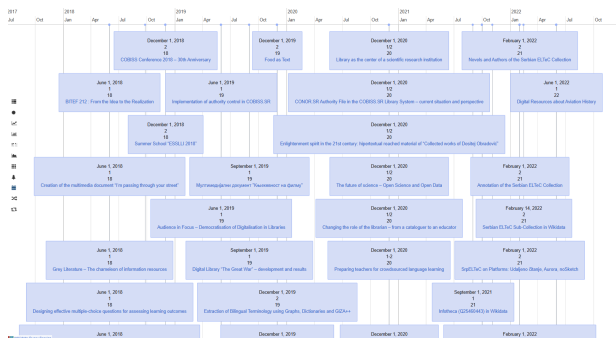 2017 2018 2019 2020 2021 2022
Jul Oct Apr Jul Oct Apr Jul Oct Apr Jul Oct Apr Jul Oct Apr Jul Oct
December 1, 2018
2
18
COBISS Conference 2018 – 30th Anniversary
December 1, 2019
2
19
Food as Text
December 1, 2020
1/2
20
Library as the center of a scientific research institution
February 1, 2022
2
21
Novels and Authors of the Serbian ELTeC Collection
June 1, 2018
1
18
BITEF 212 : From the Idea to the Realization
June 1, 2019
1
19
Implementation of authority control in COBISS.SR
December 1, 2020
1/2
20
CONOR.SR Authority File in the COBISS.SR Library System – current situation and perspective
June 1, 2022
1
22
Digital Resources about Aviation History
December 1, 2018
2
18
Summer School "ESSLLI 2018"
December 1, 2020
1/2
20
Enlightenment spirit in the 21st century: hipertextual reached material of "Collected works of Dositej Obradović"
June 1, 2018
1
18
Creation of the multimedia document "I'm passing through your street"
September 1, 2019
1
19
Мултимедијални документ
December 1, 2020
1/2
20
The future of science – Open Science and Open Data
February 1, 2022
2
21
Annotation of the Serbian ELTeC Collection
June 1, 2019
1
19
Audience in Focus – Democratisation of Digitalisation in Libraries
December 1, 2020
1/2
20
Changing the role of the librarian – from a cataloguer to an educator
February 14, 2022
2
21
Serbian ELTeC Sub-Collection in Wikidata
June 1, 2018
1
18
Grey Literature – The chameleon of information resources
September 1, 2019
1
19
Digital Library "The Great War" – development and results
December 1, 2020
1-2
20
Preparing teachers for crowdsourced language learning
February 1, 2022
2
21
SrpELTeC on Platforms: Udaljeno čitanje, Aurora, noSketch
June 1, 2018
1
18
Designing effective multiple-choice questions for assessing learning outcomes
December 1, 2019
2
19
Extraction of Bilingual Terminology using Graphs, Dictionaries and GIZA++
September 1, 2021
1
21
Infotheca (Q25460443) in Wikidata
June 1, 2018
December 1, 2019
December 1, 2020
February 1, 2022